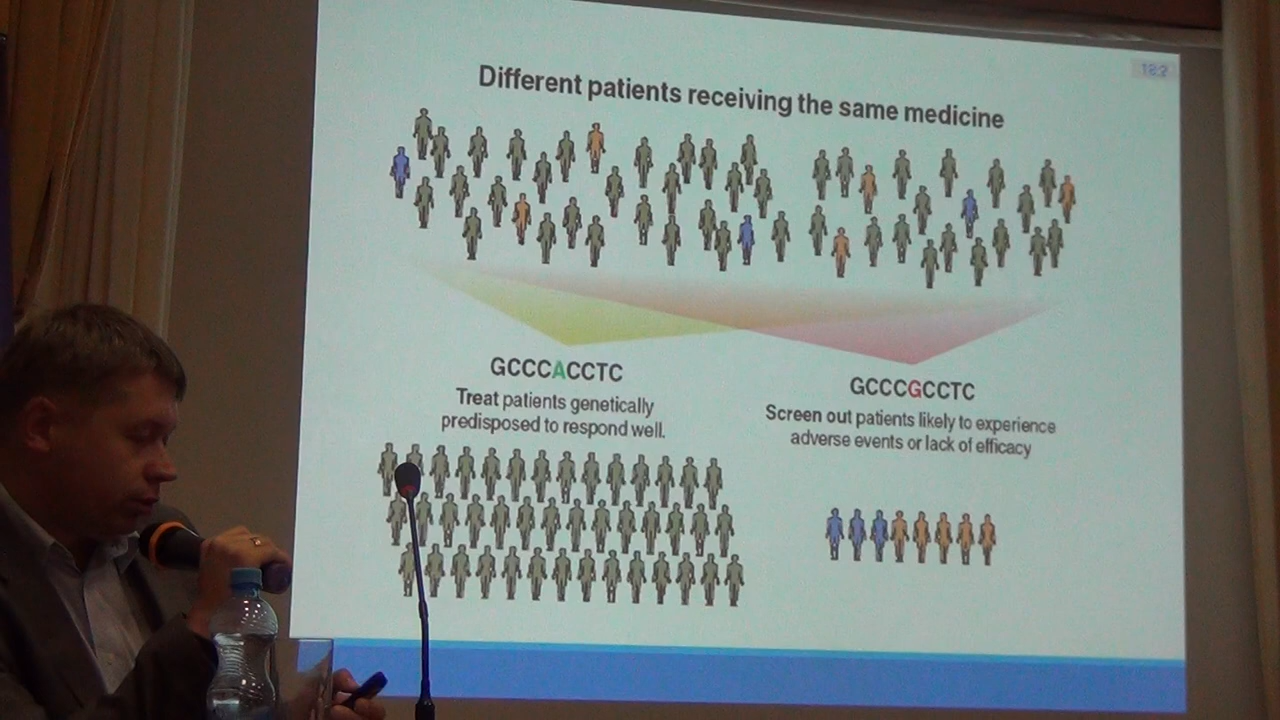 Different patients receiving the same medicine
GCCCACCTC
Treat patients genetically
predisposed to respond well.
GCCCGCCTC
Screen out patients likely to experience
adverse events or lack of efficacy